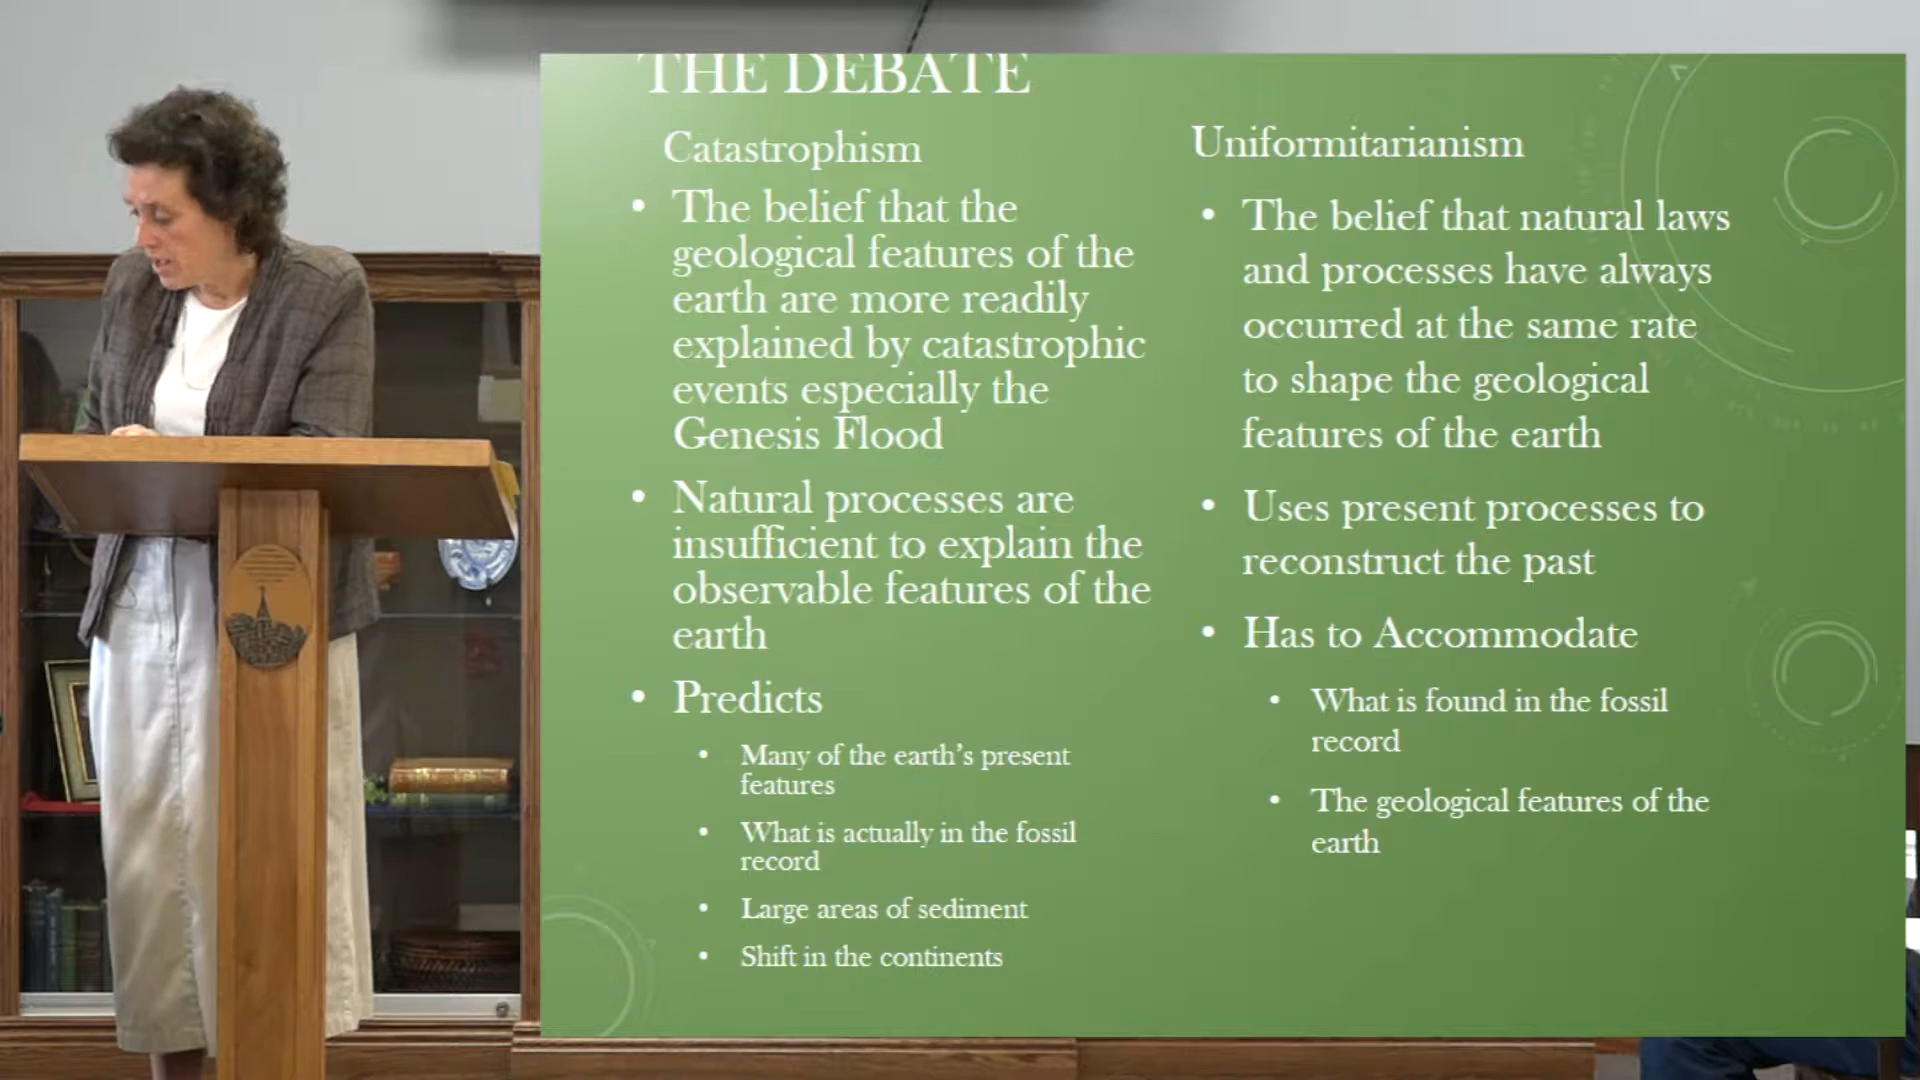 THE DEBATE
Catastrophism
• The belief that the
geological features of the
earth are more readily
explained by catastrophic
events especially the
Genesis Flood
• Natural processes are
insufficient to explain the
observable features of the
earth
• Predicts
• Many of the earth’s present
features
• What is actually in the fossil
record
• Large areas of sediment
• Shift in the continents
Uniformitarianism
• The belief that natural laws
and processes have always
occurred at the same rate
to shape the geological
features of the earth
• Uses present processes to
reconstruct the past
• Has to Accommodate
• What is found in the fossil
record
• The geological features of the
earth